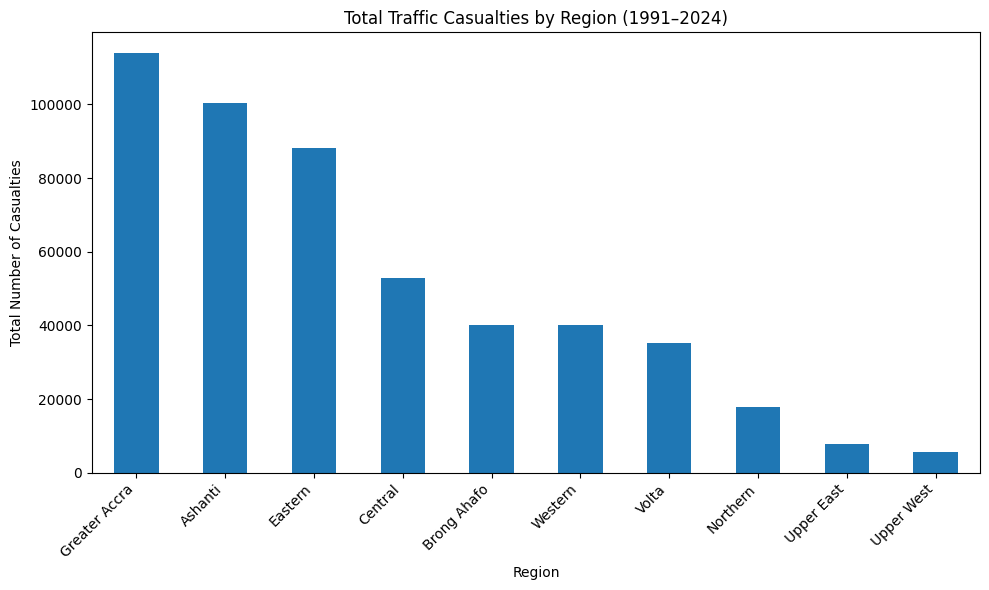 Total Traffic Casualties by Region (1991–2024)
Total Number of Casualties
100000
80000
60000
40000
20000
0
Greater Accra
Ashanti
Eastern
Central
Brong Ahafo
Western
Volta
Northern
Upper East
Upper West
Region